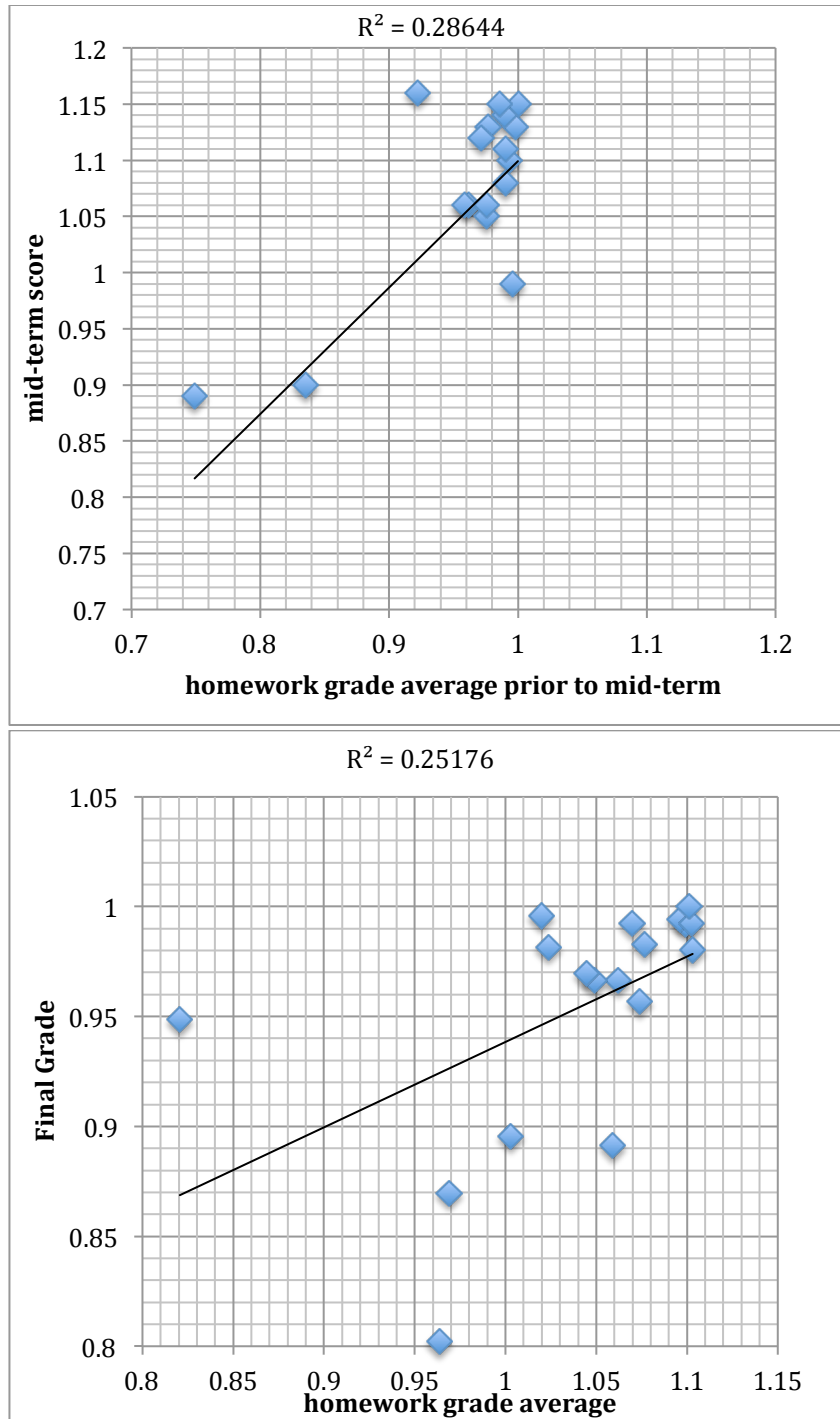 R² = 0.28644
1.2
1.15
1.1
1.05
1
0.95
0.9
0.85
0.8
0.75
0.7
mid-term score
0.7 0.8 0.9 1 1.1 1.2
homework grade average prior to mid-term
R² = 0.25176
1.05
1
0.95
0.9
0.85
0.8
Final Grade
0.8 0.85 0.9 0.95 1 1.05 1.1 1.15
homework grade average